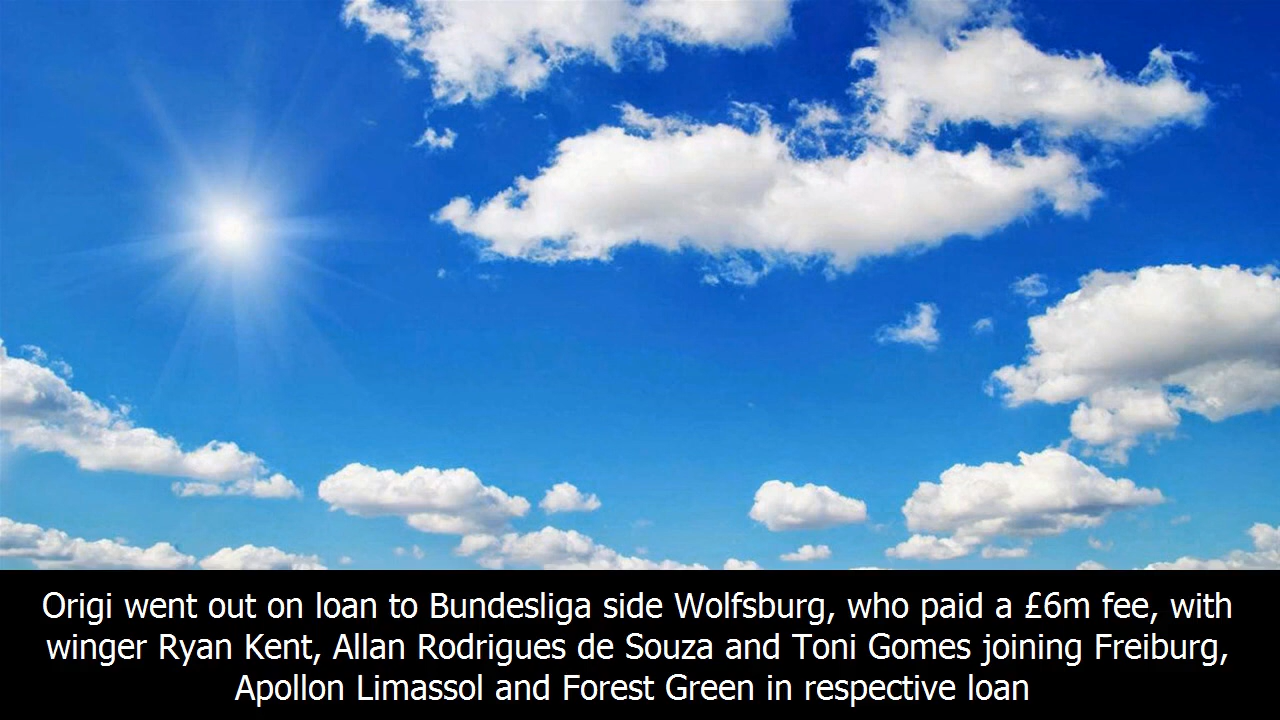 Origi went out on loan to Bundesliga side Wolfsburg, who paid a £6m fee, with
winger Ryan Kent, Allan Rodrigues de Souza and Toni Gomes joining Freiburg,
Apollon Limassol and Forest Green in respective loan